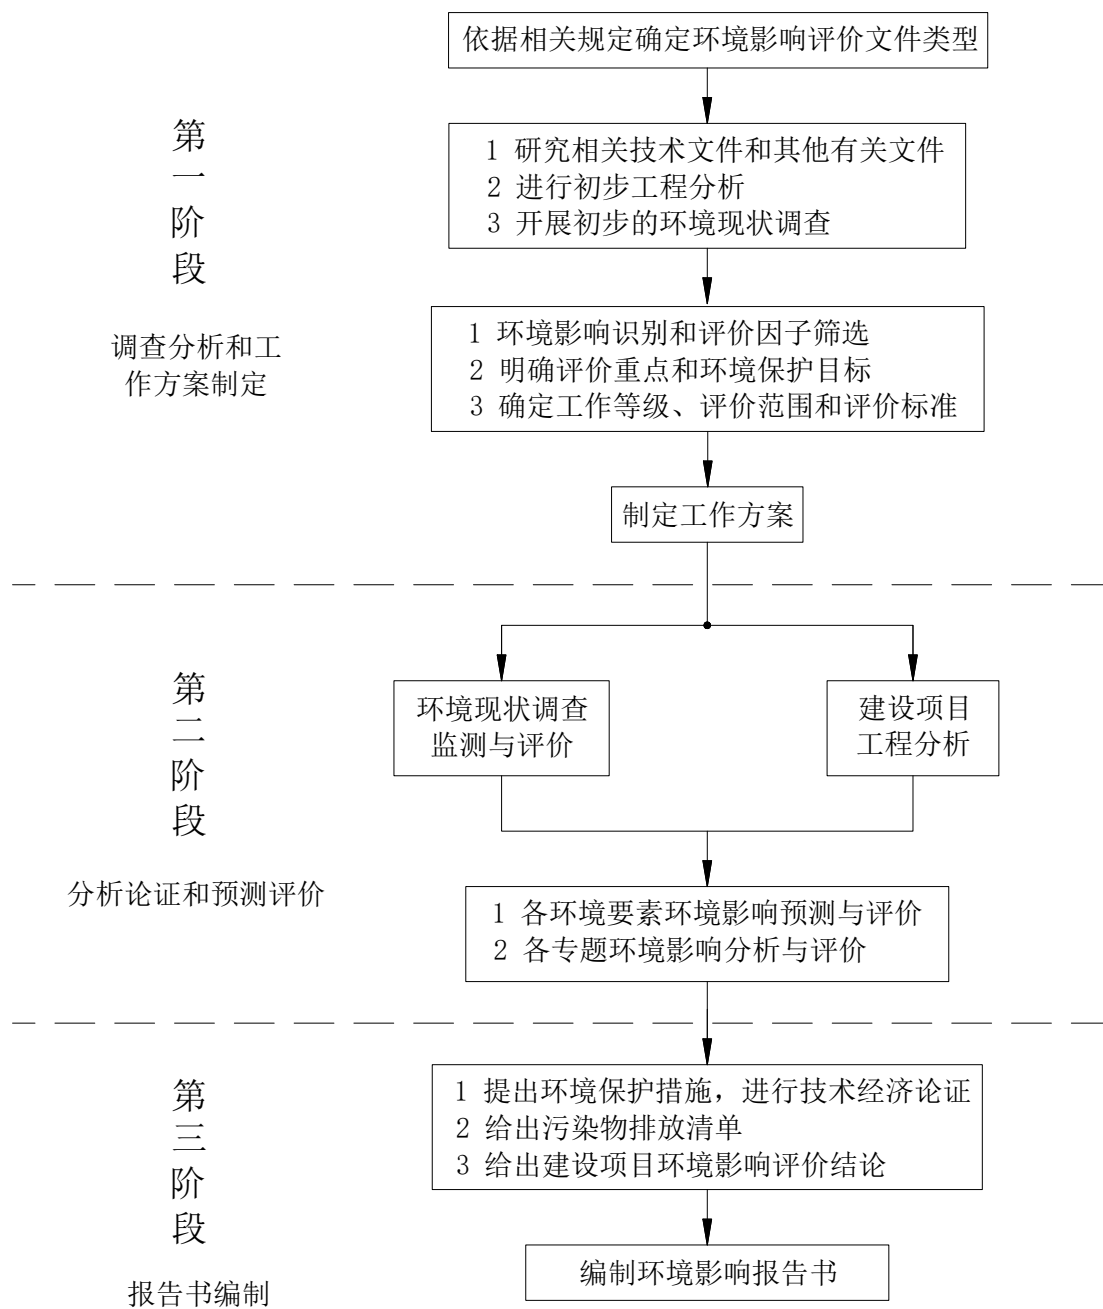 依据相关规定确定环境影响评价文件类型
第一阶段
1 研究相关技术文件和其他有关文件
2 进行初步工程分析
3 开展初步的环境现状调查
调查分析和工
作方案制定
1 环境影响识别和评价因子筛选
2 明确评价重点和环境保护目标
3 确定工作等级、评价范围和评价标准
制定工作方案
第二阶段
环境现状调查
监测与评价
建设项目
工程分析
分析论证和预测评价
1 各环境要素环境影响预测与评价
2 各专题环境影响分析与评价
第三阶段
1 提出环境保护措施,进行技术经济论证
2 给出污染物排放清单
3 给出建设项目环境影响评价结论
报告书编制
编制环境影响报告书